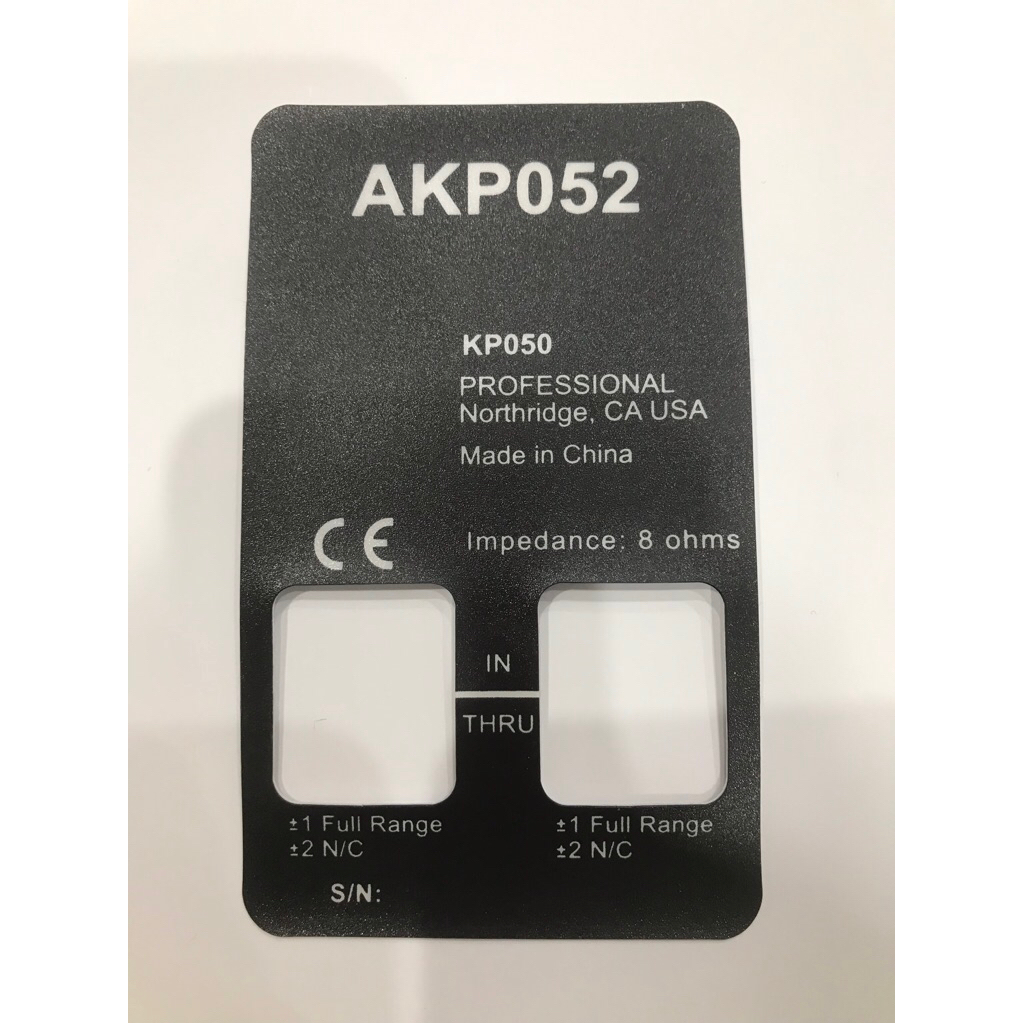 AKP052
KP050
PROFESSIONAL
Northridge, CA USA
Made in China
CE
Impedance: 8 ohms
IN
THRU
±1 Full Range
±2 N/C
±1 Full Range
±2 N/C
S/N: